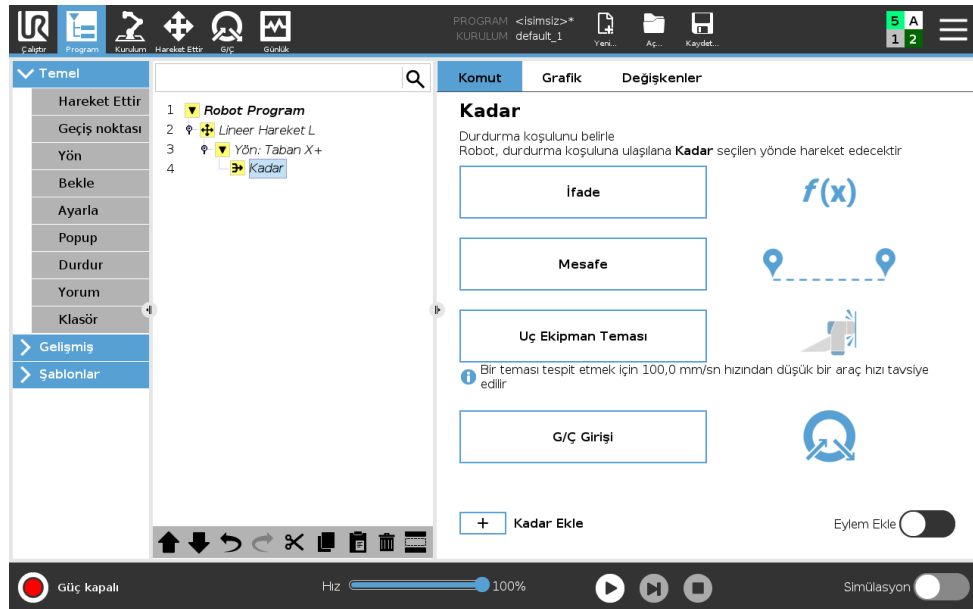 PROGRAM <isimsiz>*
KURULUM default_1
Çalıştır
Program
Kurulum
Hareket Ettir
G/Ç
Günlük
Yeni...
Aç...
Kaydet...
5 A
1 2
Temel
Hareket Ettir
Geçiş noktası
Yön
Bekle
Ayarla
Popup
Durdur
Yorum
Klasör
Gelişmiş
Şablonlar
1 Robot Program
2 Lineer Hareket L
3 Yön: Taban X+
4 Kadar
Komut Grafik Değişkenler
Kadar
Durdurma koşulunu belirle
Robot, durdurma koşuluna ulaşılana Kadar seçilen yönde hareket edecektir
İfade
f(x)
Mesafe
Uç Ekipman Teması
Bir teması tespit etmek için 100,0 mm/sn hızından düşük bir araç hızı tavsiye
edilir
G/Ç Girişi
+ Kadar Ekle
Eylem Ekle
Güç kapalı
Hız 100%
Simülasyon